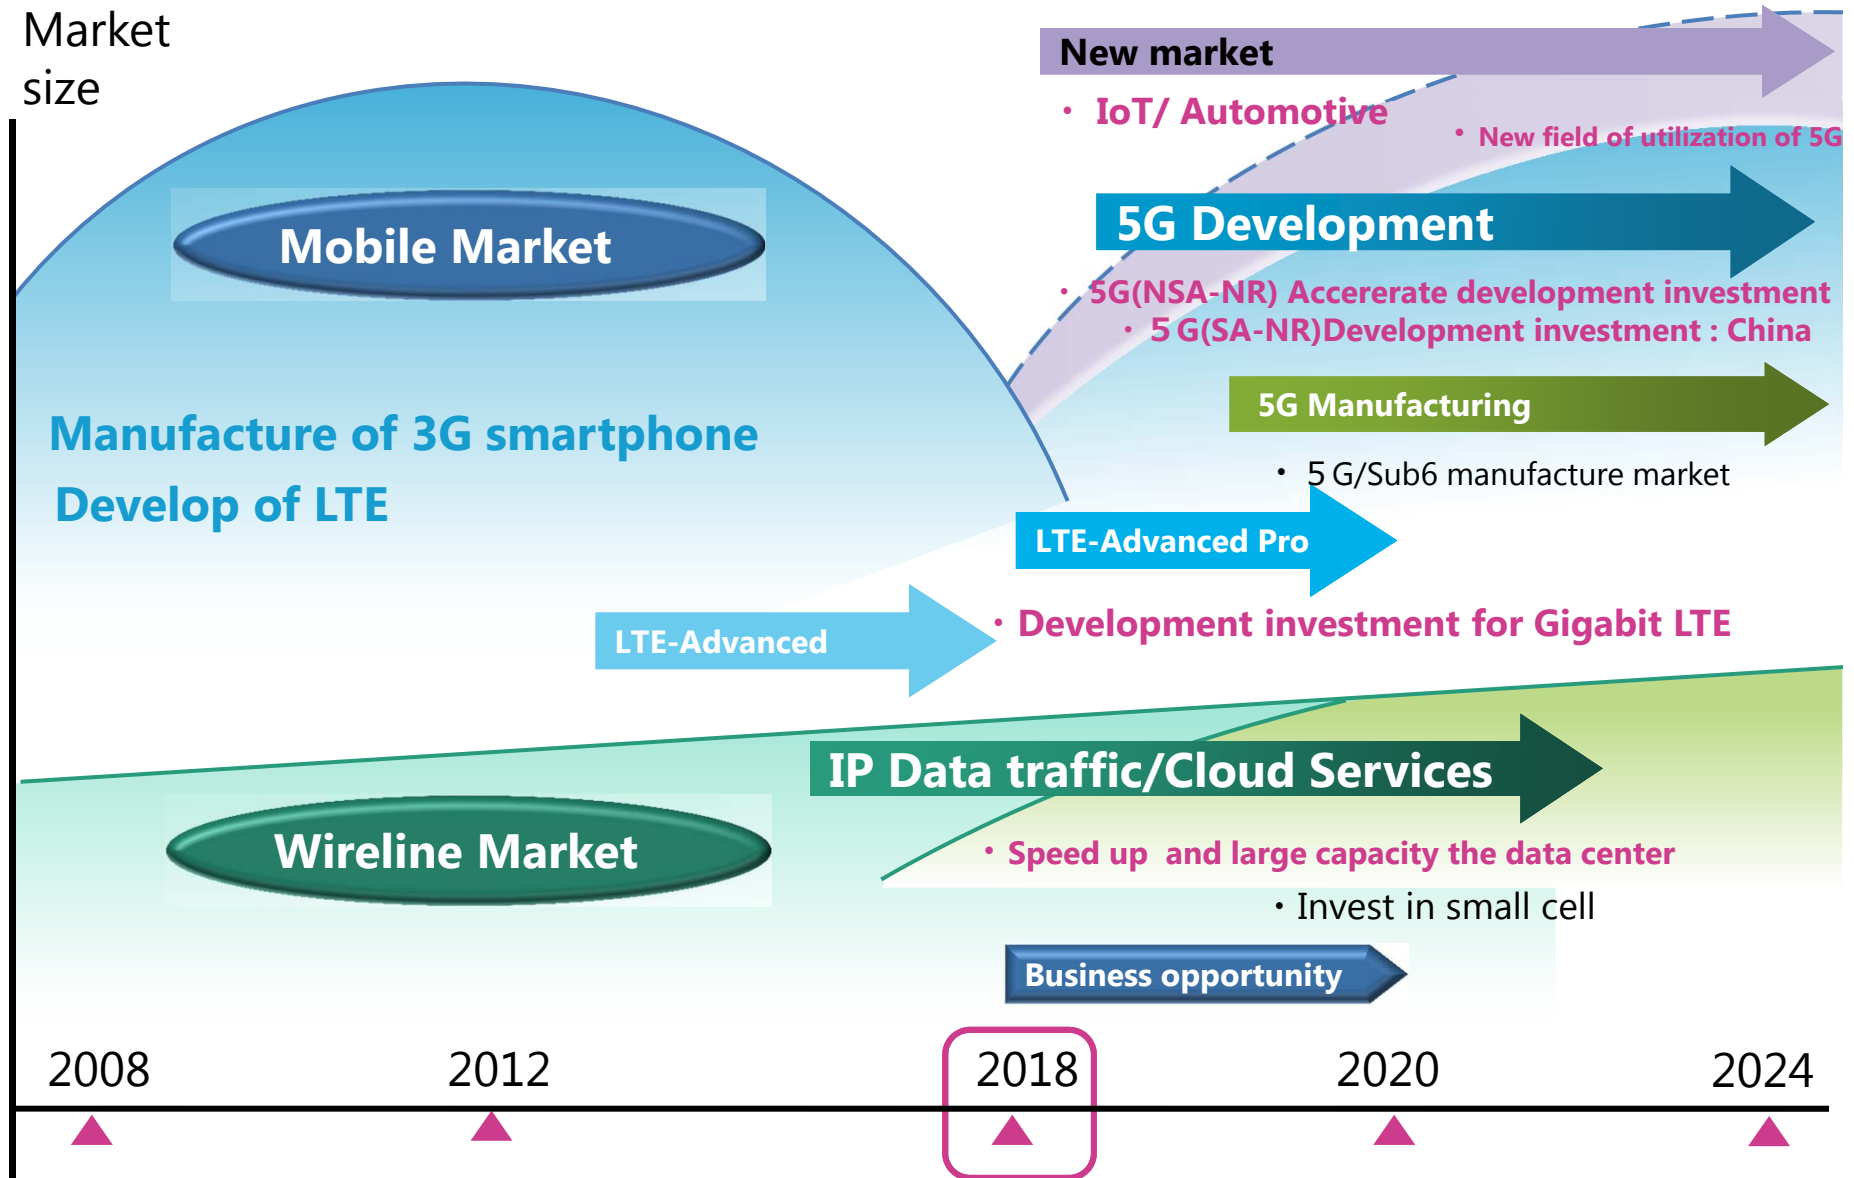 Market
size
New market
・ IoT/ Automotive
・ New field of utilization of 5G
Mobile Market
5G Development
・ 5G(NSA-NR) Accererate development investment
・ 5G(SA-NR)Development investment : China
5G Manufacturing
・ 5G/Sub6 manufacture market
Manufacture of 3G smartphone
Develop of LTE
LTE-Advanced Pro
・ Development investment for Gigabit LTE
LTE-Advanced
IP Data traffic/Cloud Services
Wireline Market
・ Speed up and large capacity the data center
・ Invest in small cell
Business opportunity
2008 2012 2018 2020 2024